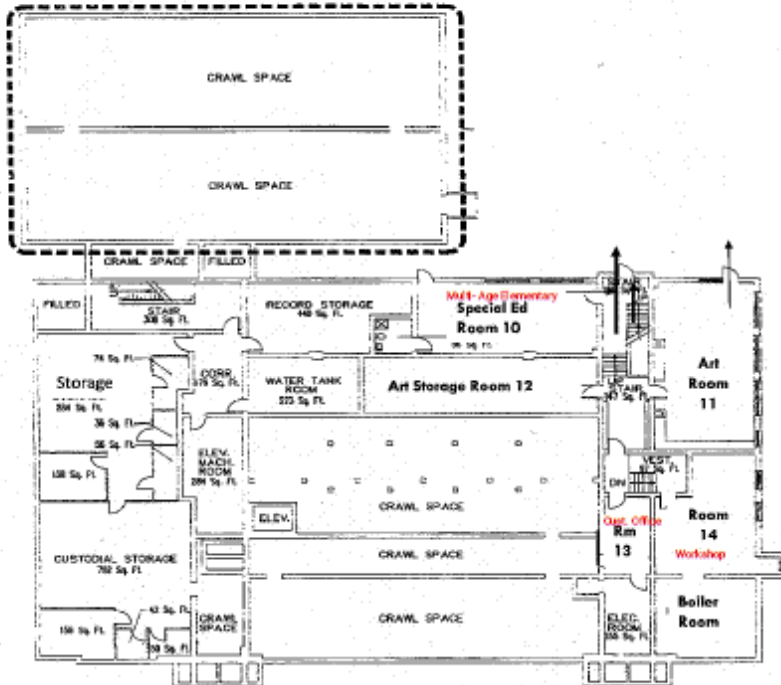 CRAWL SPACE
CRAWL SPACE
CRAWL SPACE
FILLED
FILLED
STAIR
RECORD STORAGE
440 Sq. Ft.
Multi-Age Elementary
Special Ed
Room 10
76 Sq. Ft.
CORR.
Storage
36 Sq. Ft.
56 Sq. Ft.
WATER TANK
ROOM
Art Storage Room 12
STAIR
Art
Room
11
ELEV.
MACH.
ROOM
VEST.
DN
CRAWL SPACE
ELEV.
Cust. Office
Rm
13
Room
14
Workshop
CUSTODIAL STORAGE
CRAWL SPACE
42 Sq. Ft.
CRAWL
SPACE
CRAWL SPACE
ELEC.
ROOM
Boiler
Room